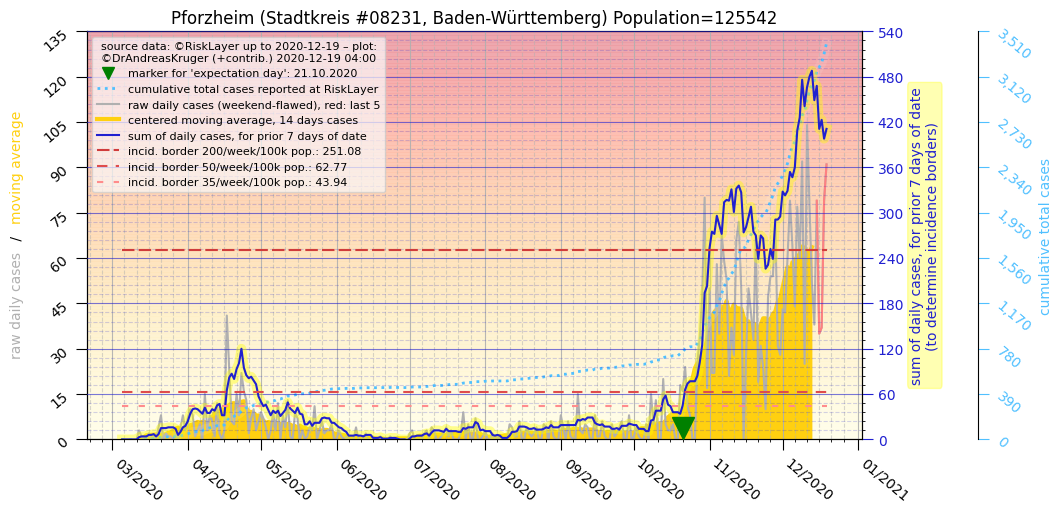 Pforzheim (Stadtkreis #08231, Baden-Württemberg) Population=125542
source data: ©RiskLayer up to 2020-12-19 – plot:
©DrAndreasKruger (+contrib.) 2020-12-19 04:00
marker for 'expectation day': 21.10.2020
cumulative total cases reported at RiskLayer
raw daily cases (weekend-flawed), red: last 5
centered moving average, 14 days cases
sum of daily cases, for prior 7 days of date
incid. border 200/week/100k pop.: 251.08
incid. border 50/week/100k pop.: 62.77
incid. border 35/week/100k pop.: 43.94
raw daily cases / moving average
135
120
105
90
75
60
45
30
15
0
03/2020
04/2020
05/2020
06/2020
07/2020
08/2020
09/2020
10/2020
11/2020
12/2020
01/2021
540
480
420
360
300
240
180
120
60
0
sum of daily cases, for prior 7 days of date
(to determine incidence borders)
3,510
3,120
2,730
2,340
1,950
1,560
1,170
780
390
0
cumulative total cases